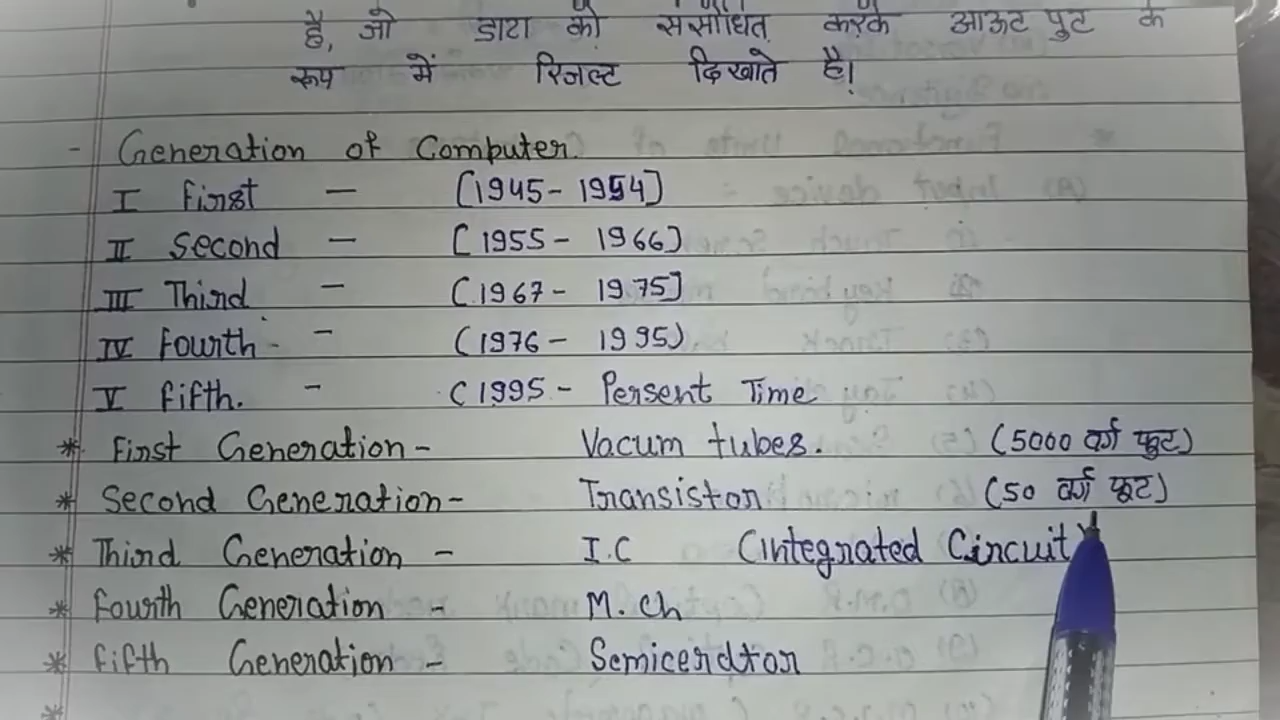 है, जो डाटा को संसोधित करके आऊट पुट के
रूप में रिजल्ट दिखाते है।
- Generation of Computer.
I First — [1945 - 1954]
II Second — [1955 - 1966]
III Third — [1967 - 1975]
IV Fourth - — (1976 - 1995)
V Fifth. - (1995 - Persent Time
* First Generation - Vacum tubes. (5000 वर्ग फुट)
* Second Generation - Transistor (50 वर्ग फूट)
* Third Generation - I.C (Integrated Circuit)
* Fourth Generation - M.Ch
* Fifth Generation - Semicerdtor
*